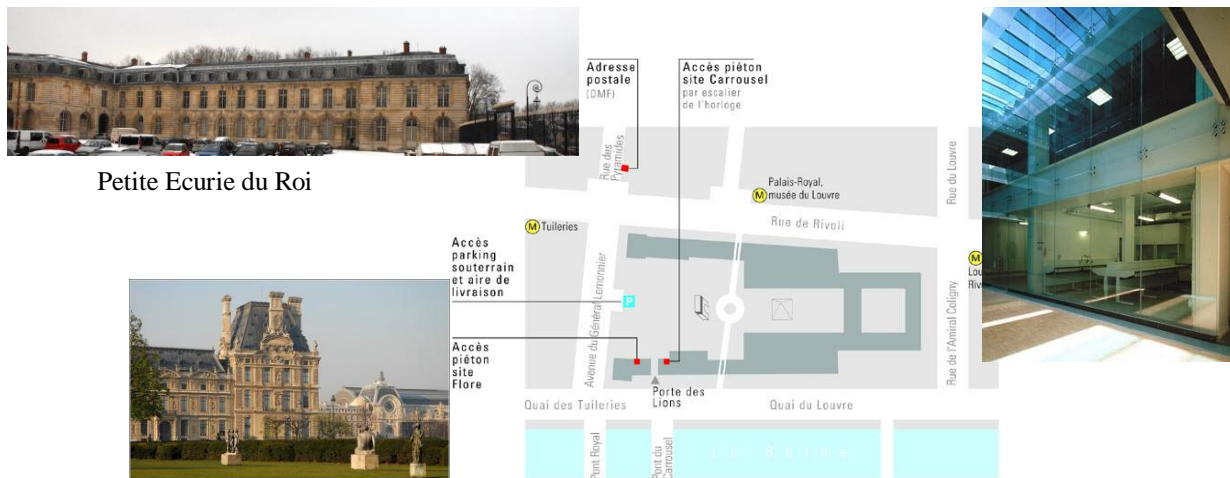 Petite Ecurie du Roi
Adresse
postale
(DMF)
Accès piéton
site Carrousel
par escalier
de l'horloge
Rue des
Pyramides
Palais-Royal,
musée du Louvre
M
Rue du Louvre
Rue de Rivoli
M
Tuileries
Accès
parking
souterrain
et aire de
livraison
P
Avenue du Général Lemonnier
M
Lou
Riv
Rue de l'Amiral Coligny
Accès
piéton
site
Flore
Porte des
Lions
Quai des Tuileries
Quai du Louvre
Pont Royal
Pont du
Carrousel
La Seine